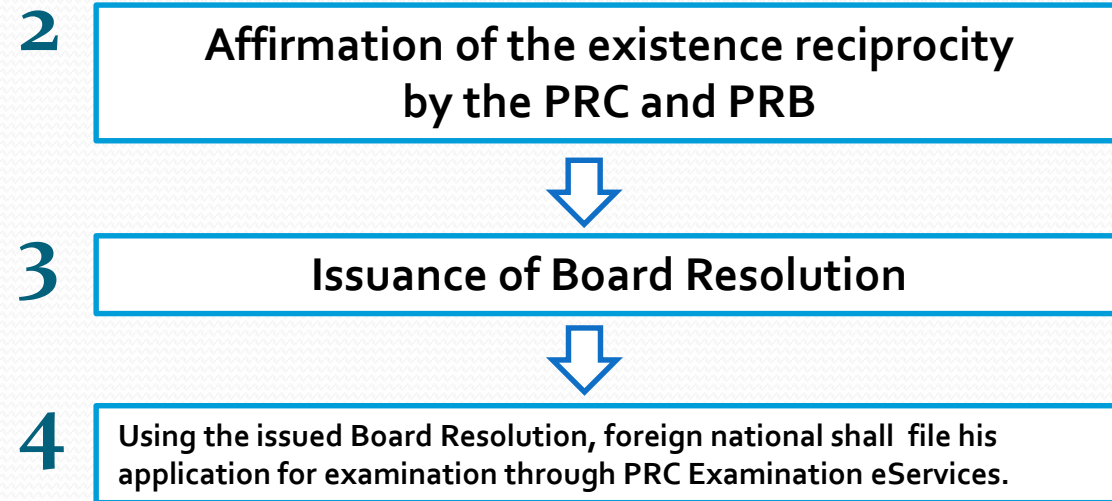 2
Affirmation of the existence reciprocity
by the PRC and PRB
3
Issuance of Board Resolution
4
Using the issued Board Resolution, foreign national shall file his
application for examination through PRC Examination eServices.